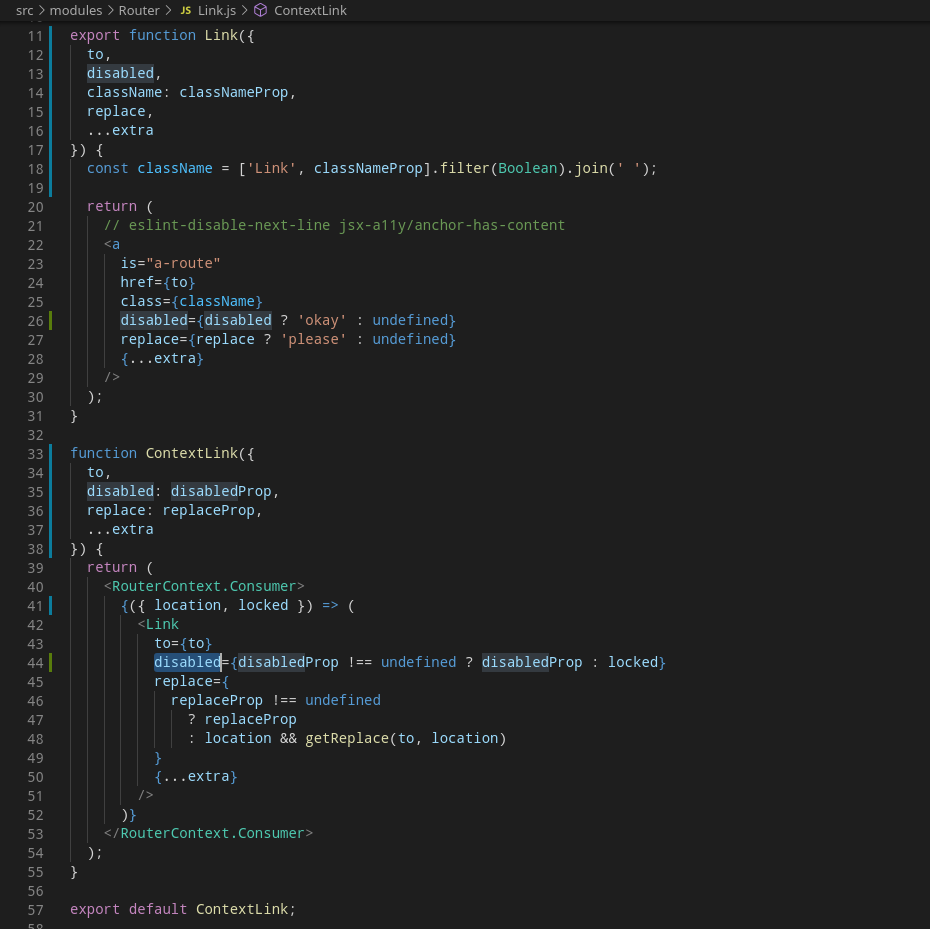 src > modules > Router > JS Link.js > ContextLink
11 export function Link({
12   to,
13   disabled,
14   className: classNameProp,
15   replace,
16   ...extra
17 }) {
18   const className = ['Link', classNameProp].filter(Boolean).join(' ');
19
20   return (
21     // eslint-disable-next-line jsx-a11y/anchor-has-content
22     <a
23       is="a-route"
24       href={to}
25       class={className}
26       disabled={disabled ? 'okay' : undefined}
27       replace={replace ? 'please' : undefined}
28       {...extra}
29     />
30   );
31 }
32
33 function ContextLink({
34   to,
35   disabled: disabledProp,
36   replace: replaceProp,
37   ...extra
38 }) {
39   return (
40     <RouterContext.Consumer>
41       {({ location, locked }) => (
42         <Link
43           to={to}
44           disabled={disabledProp !== undefined ? disabledProp : locked}
45           replace={
46             replaceProp !== undefined
47               ? replaceProp
48               : location && getReplace(to, location)
49           }
50           {...extra}
51         />
52       )}
53     </RouterContext.Consumer>
54   );
55 }
56
57 export default ContextLink;